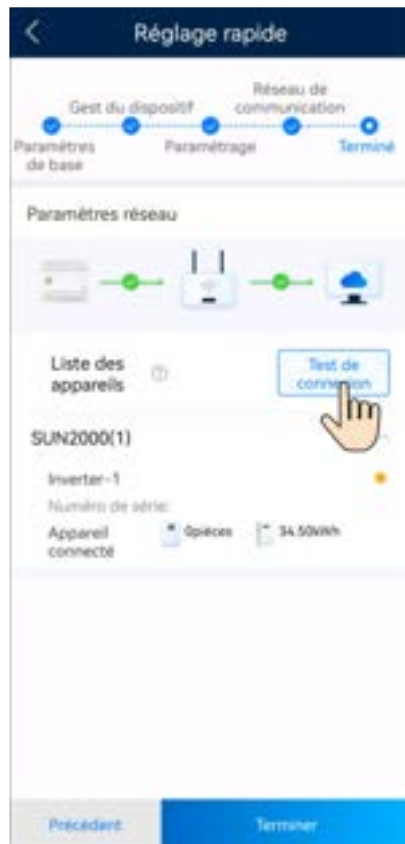 Réglage rapide
Réseau de
Gest du dispositif communication
Paramètres Paramétrage Terminé
de base
Paramètres réseau
Liste des
appareils
Test de
connexion
SUN2000(1)
Inverter-1
Numéro de série:
Appareil
connecté
0pièces 34.50kWh
Précédent Terminer